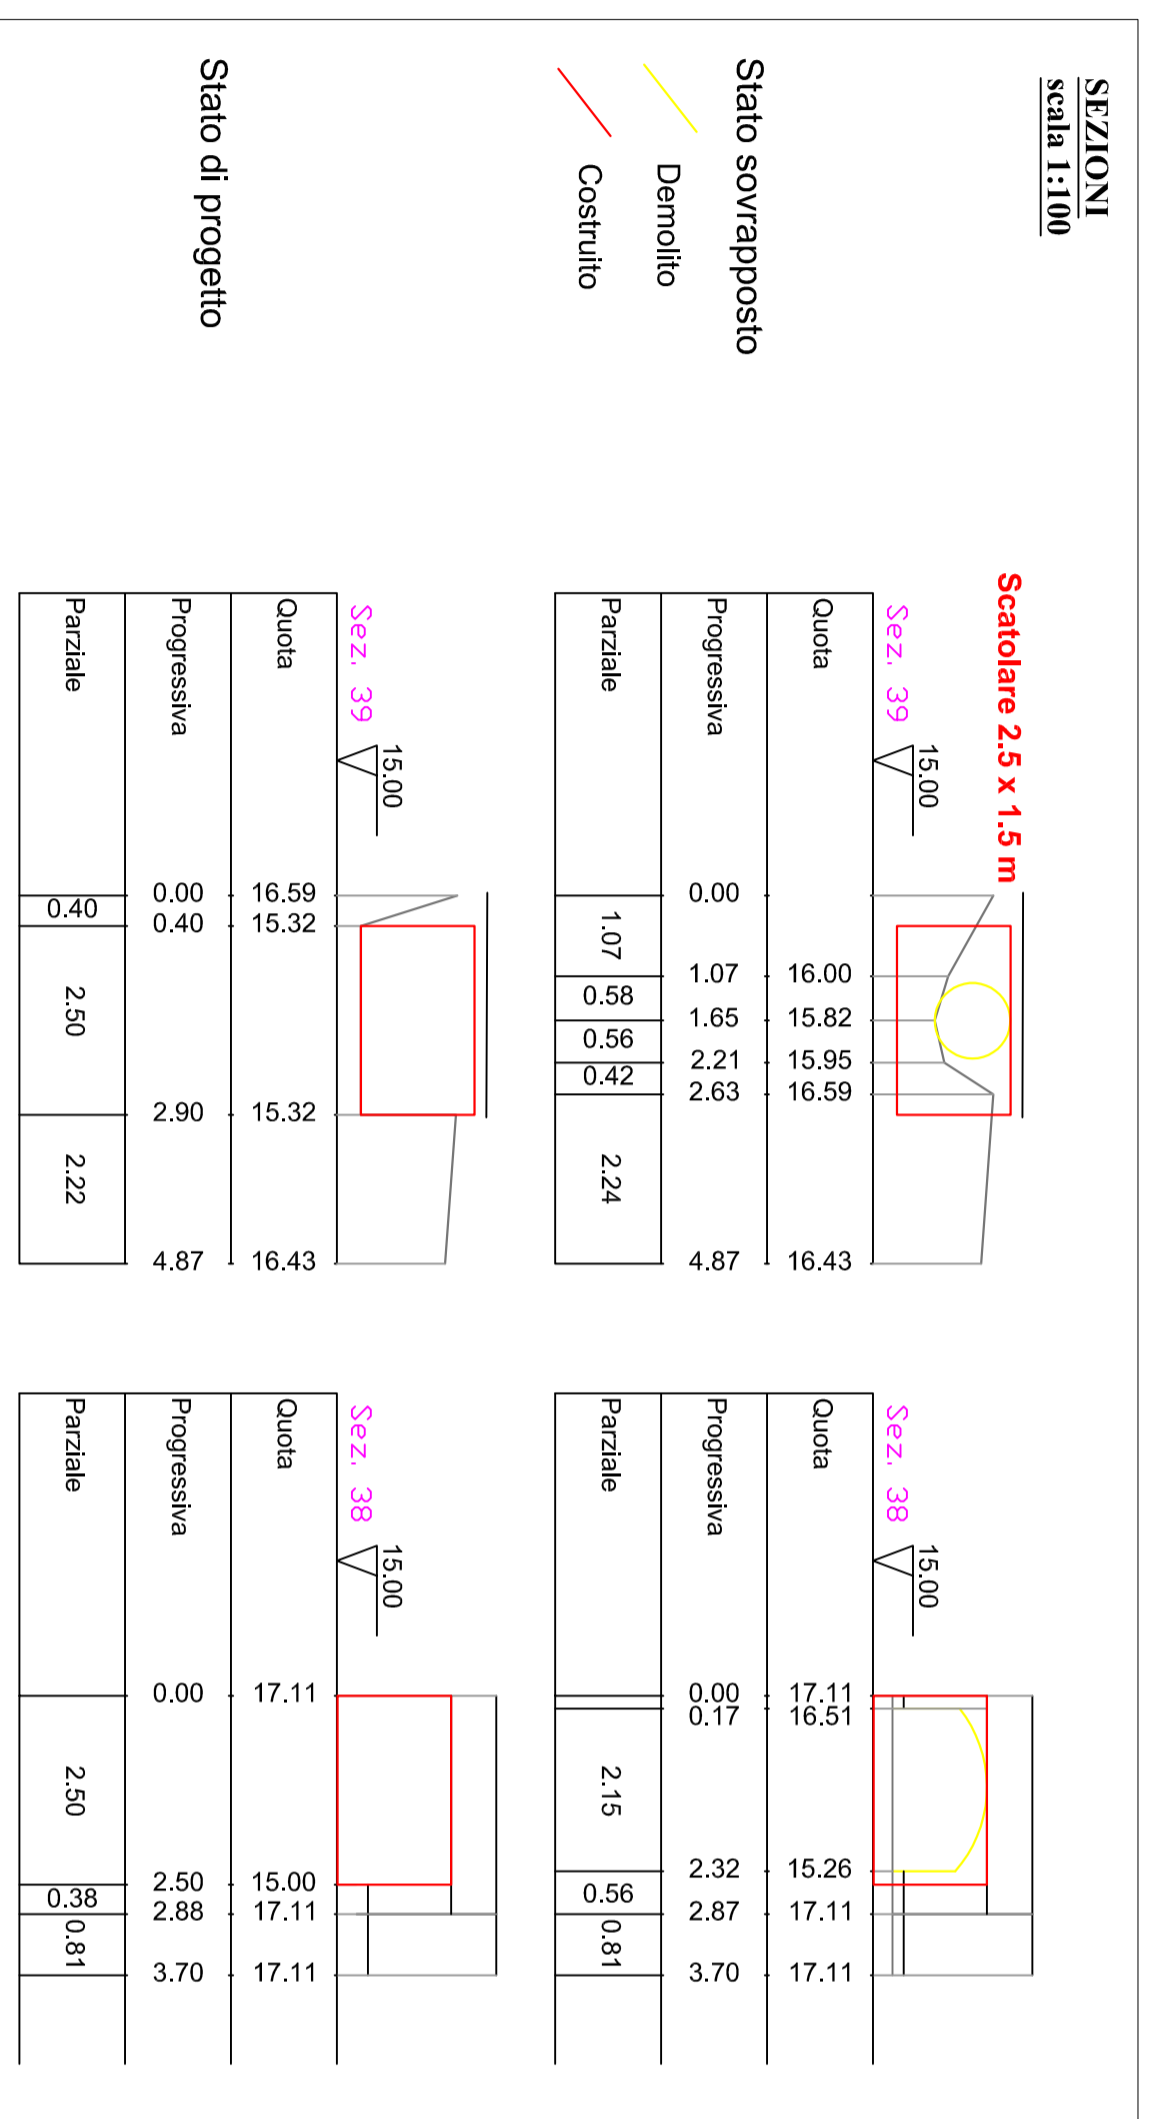 SEZIONI
scala 1:100
Stato sovrapposto
Demolito
Costruito
Scatolare 2.5 x 1.5 m
Sez. 39
15.00
Quota
16.00
15.82
15.95
16.59
16.43
Progressiva
0.00
1.07
1.65
2.21
2.63
4.87
Parziale
1.07
0.58
0.56
0.42
2.24
Sez. 38
15.00
Quota
17.11
16.51
15.26
17.11
17.11
Progressiva
0.00
0.17
2.32
2.87
3.70
Parziale
2.15
0.56
0.81
Stato di progetto
Sez. 39
15.00
Quota
16.59
15.32
15.32
16.43
Progressiva
0.00
0.40
2.90
4.87
Parziale
0.40
2.50
2.22
Sez. 38
15.00
Quota
17.11
15.00
17.11
17.11
Progressiva
0.00
2.50
2.88
3.70
Parziale
2.50
0.38
0.81